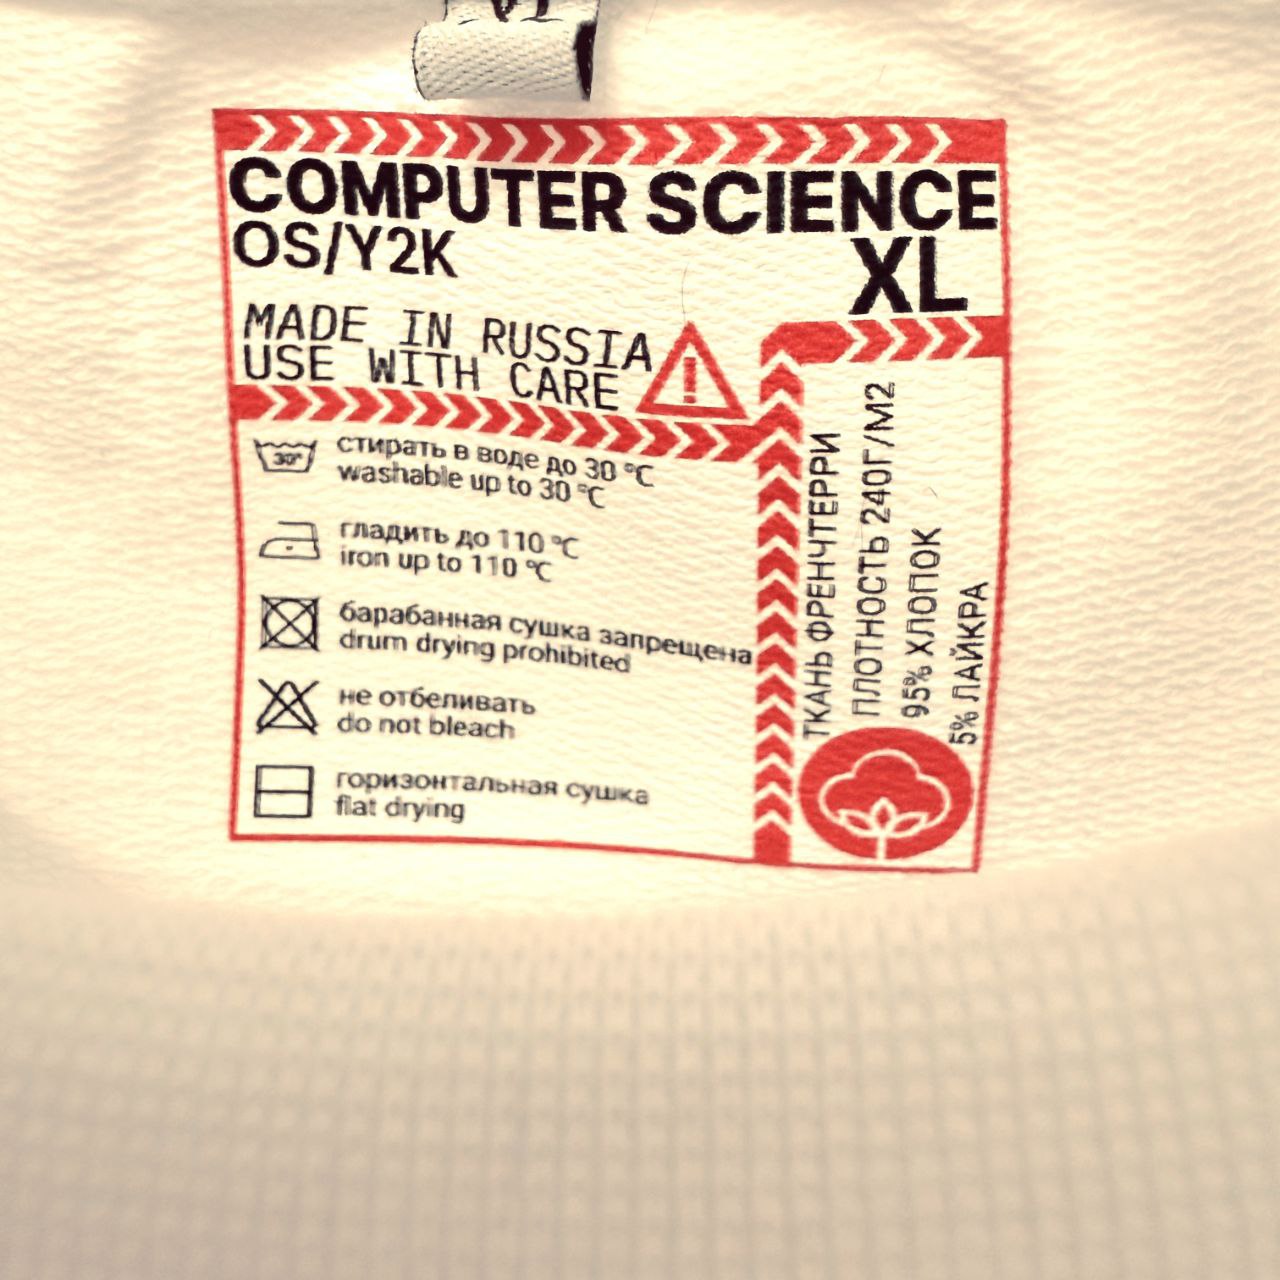 COMPUTER SCIENCE
OS/Y2K
XL
MADE IN RUSSIA
USE WITH CARE
!
30°
стирать в воде до 30 °C
washable up to 30 °C
гладить до 110 °C
iron up to 110 °C
барабанная сушка запрещена
drum drying prohibited
не отбеливать
do not bleach
горизонтальная сушка
flat drying
ТКАНЬ ФРЕНЧТЕРРИ
ПЛОТНОСТЬ 240Г/М2
95% ХЛОПОК
5% ЛАЙКРА